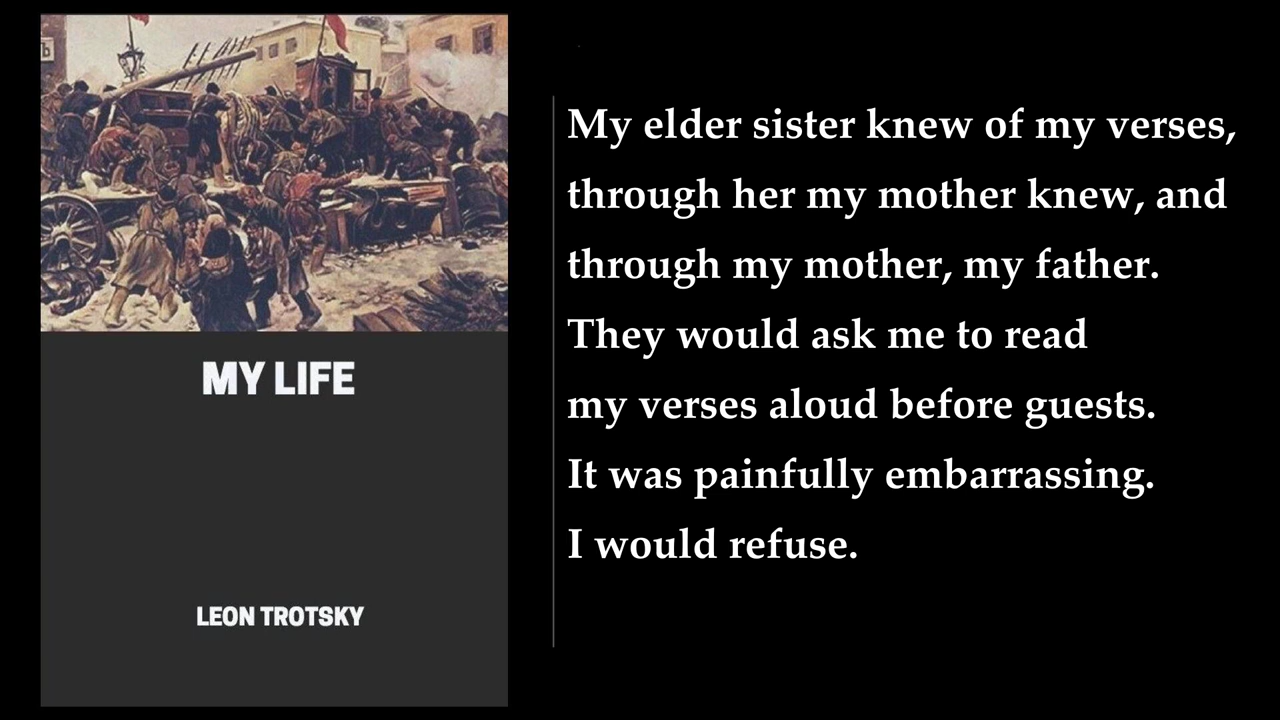 MY LIFE
LEON TROTSKY
My elder sister knew of my verses,
through her my mother knew, and
through my mother, my father.
They would ask me to read
my verses aloud before guests.
It was painfully embarrassing.
I would refuse.